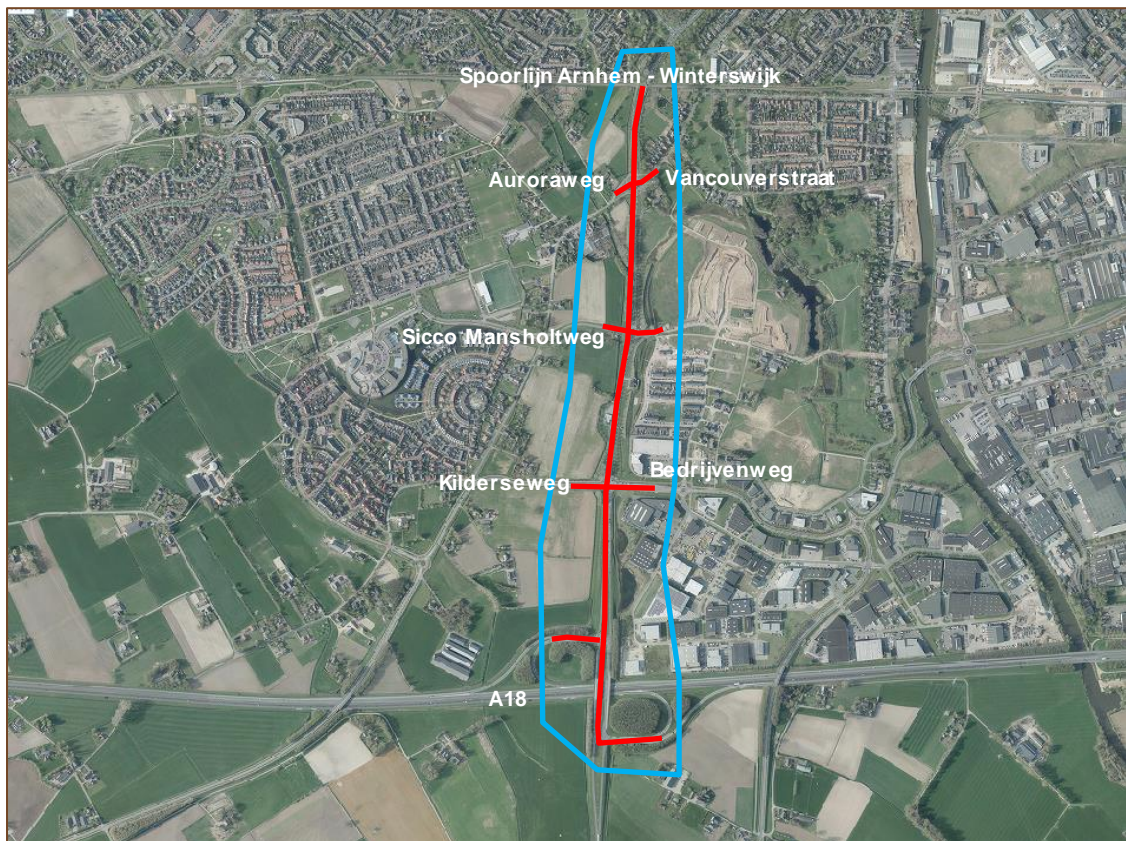 Spoorlijn Arnhem - Winterswijk
Auroraweg
Vancouverstraat
Sicco Mansholtweg
Bedrijvenweg
Kilderseweg
A18